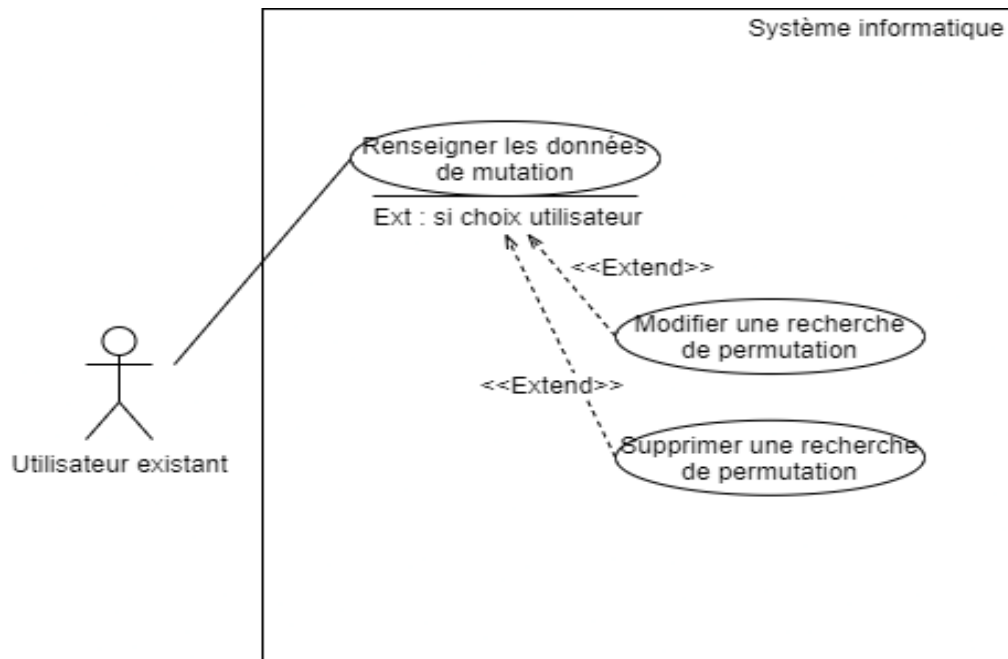 Système informatique
Renseigner les données
de mutation
Ext : si choix utilisateur
<<Extend>>
Modifier une recherche
de permutation
<<Extend>>
Supprimer une recherche
de permutation
Utilisateur existant